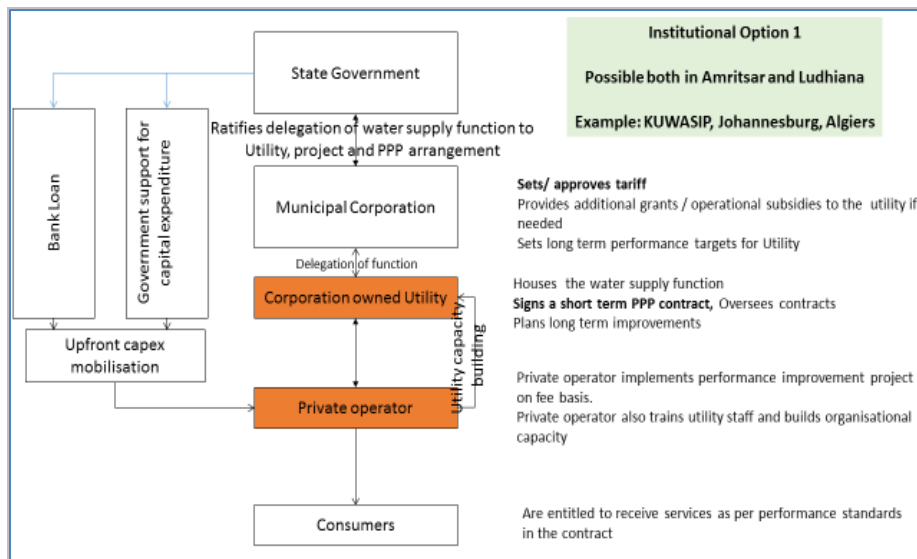 Institutional Option 1
Possible both in Amritsar and Ludhiana
Example: KUWASIP, Johannesburg, Algiers
State Government
Ratifies delegation of water supply function to
Utility, project and PPP arrangement
Bank Loan
Government support for
capital expenditure
Municipal Corporation
Sets/ approves tariff
Provides additional grants / operational subsidies to the utility if
needed
Sets long term performance targets for Utility
Delegation of function
Corporation owned Utility
Houses the water supply function
Signs a short term PPP contract, Oversees contracts
Plans long term improvements
Utility capacity
building
Upfront capex
mobilisation
Private operator
Private operator implements performance improvement project
on fee basis.
Private operator also trains utility staff and builds organisational
capacity
Consumers
Are entitled to receive services as per performance standards
in the contract